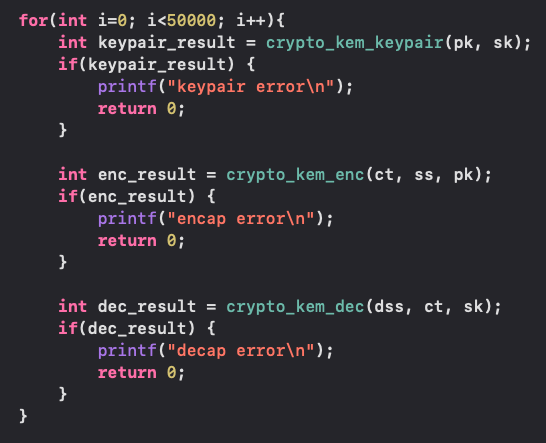 for(int i=0; i<50000; i++){
    int keypair_result = crypto_kem_keypair(pk, sk);
    if(keypair_result) {
        printf("keypair error\n");
        return 0;
    }

    int enc_result = crypto_kem_enc(ct, ss, pk);
    if(enc_result) {
        printf("encap error\n");
        return 0;
    }

    int dec_result = crypto_kem_dec(dss, ct, sk);
    if(dec_result) {
        printf("decap error\n");
        return 0;
    }
}